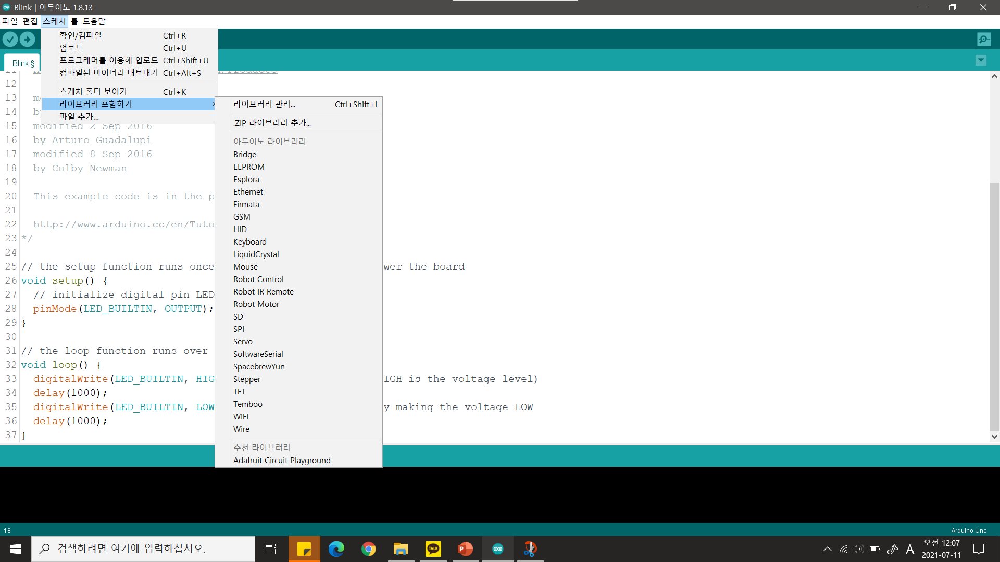 Blink | 아두이노 1.8.13
파일 편집 스케치 툴 도움말
확인/컴파일 Ctrl+R
업로드 Ctrl+U
프로그래머를 이용해 업로드 Ctrl+Shift+U
컴파일된 바이너리 내보내기 Ctrl+Alt+S
스케치 폴더 보이기 Ctrl+K
라이브러리 포함하기
파일 추가...
라이브러리 관리... Ctrl+Shift+I
.ZIP 라이브러리 추가...
아두이노 라이브러리
Bridge
EEPROM
Esplora
Ethernet
Firmata
GSM
HID
Keyboard
LiquidCrystal
Mouse
Robot Control
Robot IR Remote
Robot Motor
SD
SPI
Servo
SoftwareSerial
SpacebrewYun
Stepper
TFT
Temboo
WiFi
Wire
추천 라이브러리
Adafruit Circuit Playground
Blink §
11 /Products
12
13
14
15 modified 2 Sep 2016
16 by Arturo Guadalupi
17 modified 8 Sep 2016
18 by Colby Newman
19
20 This example code is in the p
21
22 http://www.arduino.cc/en/Tuto
23 */
24
25 // the setup function runs once wer the board
26 void setup() {
27 // initialize digital pin LED
28 pinMode(LED_BUILTIN, OUTPUT);
29 }
30
31 // the loop function runs over
32 void loop() {
33 digitalWrite(LED_BUILTIN, HIG IGH is the voltage level)
34 delay(1000);
35 digitalWrite(LED_BUILTIN, LOW y making the voltage LOW
36 delay(1000);
37 }
18 Arduino Uno
검색하려면 여기에 입력하십시오.
TALK
P
A
오전 12:07
2021-07-11